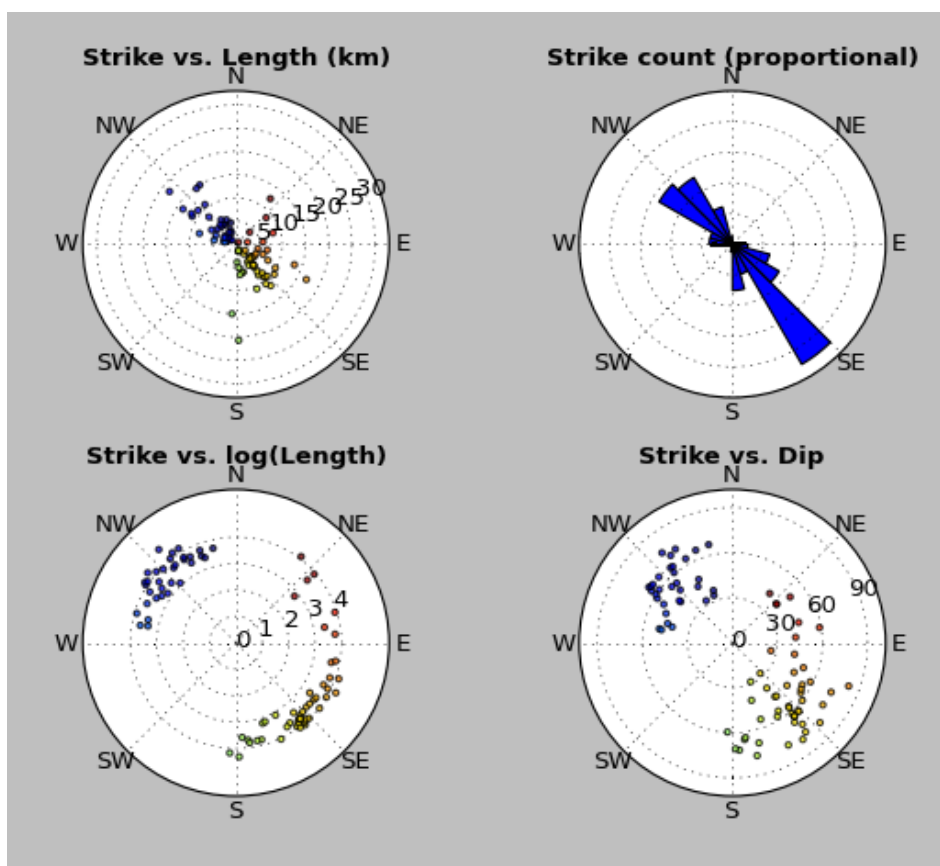 Strike vs. Length (km)
N
NW
NE
W
E
SW
SE
S
5
10
15
20
25
30
Strike count (proportional)
N
NW
NE
W
E
SW
SE
S
Strike vs. log(Length)
N
NW
NE
W
E
SW
SE
S
0
1
2
3
4
Strike vs. Dip
N
NW
NE
W
E
SW
SE
S
0
30
60
90